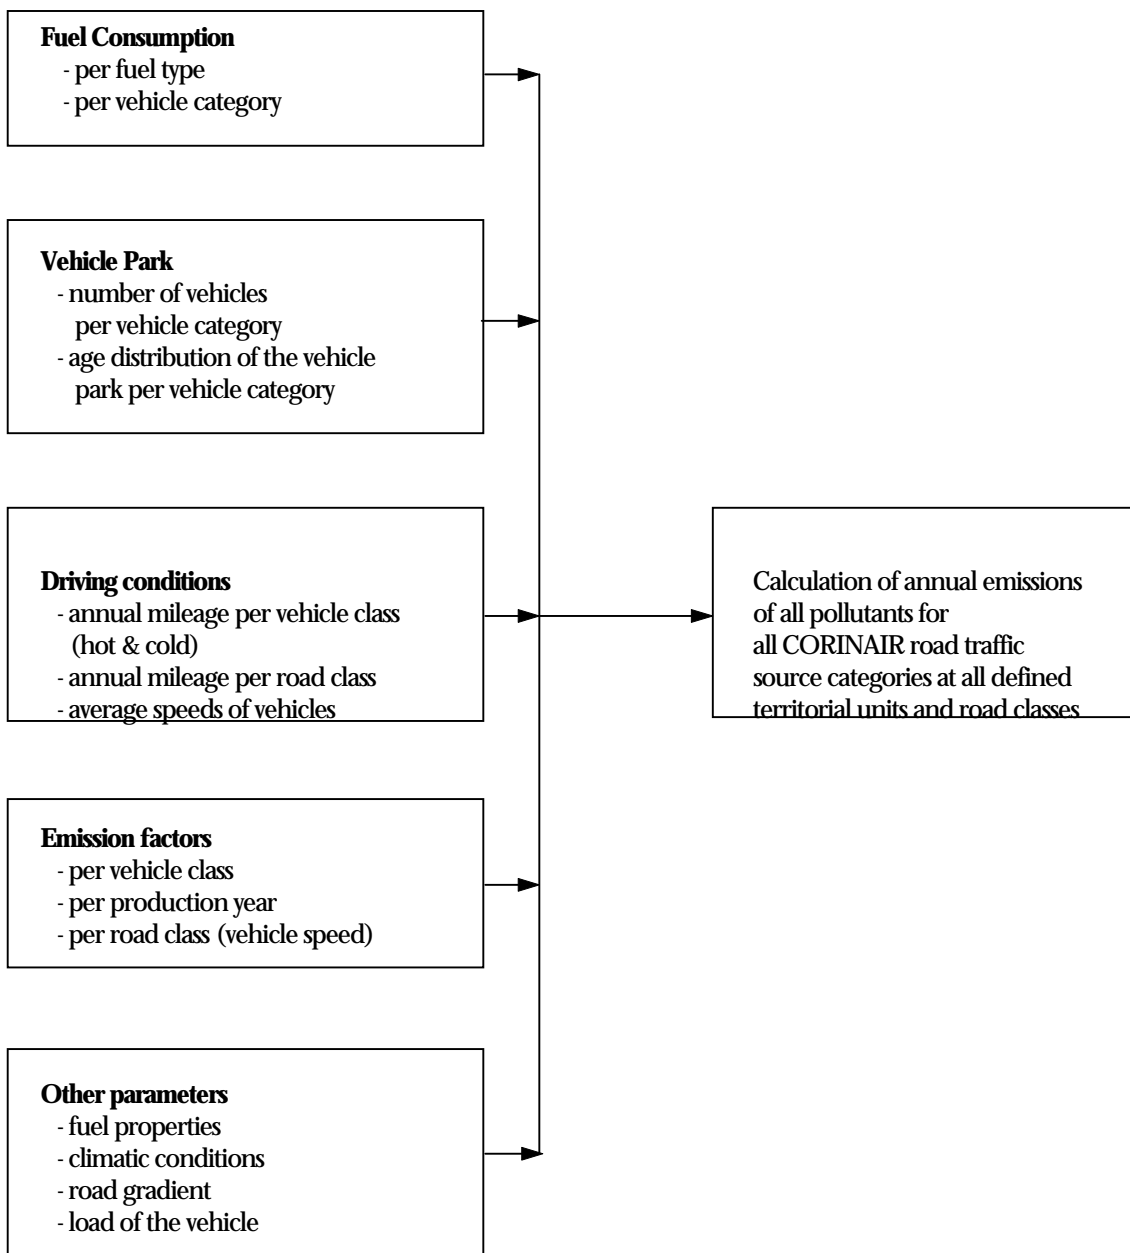 Fuel Consumption
- per fuel type
- per vehicle category
Vehicle Park
- number of vehicles
per vehicle category
- age distribution of the vehicle
park per vehicle category
Driving conditions
- annual mileage per vehicle class
(hot & cold)
- annual mileage per road class
- average speeds of vehicles
Calculation of annual emissions
of all pollutants for
all CORINAIR road traffic
source categories at all defined
territorial units and road classes
Emission factors
- per vehicle class
- per production year
- per road class (vehicle speed)
Other parameters
- fuel properties
- climatic conditions
- road gradient
- load of the vehicle